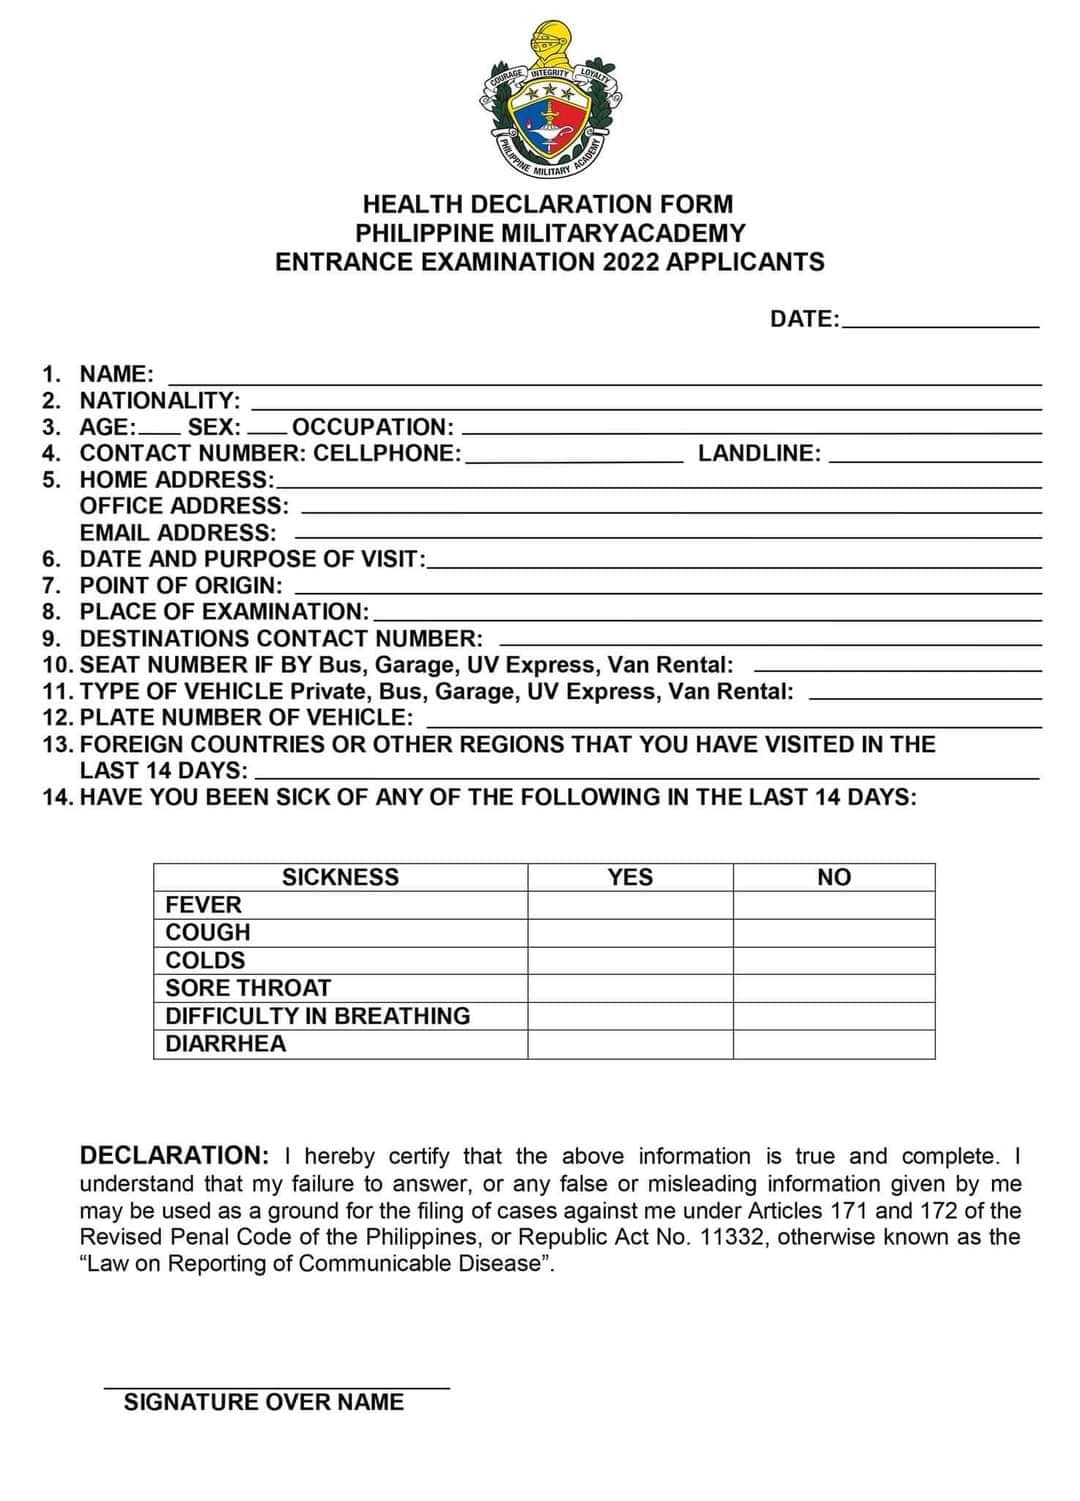 COURAGE INTEGRITY LOYALTY
PHILIPPINE MILITARY ACADEMY
HEALTH DECLARATION FORM
PHILIPPINE MILITARYACADEMY
ENTRANCE EXAMINATION 2022 APPLICANTS
DATE:
1. NAME:
2. NATIONALITY:
3. AGE: SEX: OCCUPATION:
4. CONTACT NUMBER: CELLPHONE: LANDLINE:
5. HOME ADDRESS:
OFFICE ADDRESS:
EMAIL ADDRESS:
6. DATE AND PURPOSE OF VISIT:
7. POINT OF ORIGIN:
8. PLACE OF EXAMINATION:
9. DESTINATIONS CONTACT NUMBER:
10. SEAT NUMBER IF BY Bus, Garage, UV Express, Van Rental:
11. TYPE OF VEHICLE Private, Bus, Garage, UV Express, Van Rental:
12. PLATE NUMBER OF VEHICLE:
13. FOREIGN COUNTRIES OR OTHER REGIONS THAT YOU HAVE VISITED IN THE
LAST 14 DAYS:
14. HAVE YOU BEEN SICK OF ANY OF THE FOLLOWING IN THE LAST 14 DAYS:
SICKNESS YES NO
FEVER
COUGH
COLDS
SORE THROAT
DIFFICULTY IN BREATHING
DIARRHEA
DECLARATION: I hereby certify that the above information is true and complete. I
understand that my failure to answer, or any false or misleading information given by me
may be used as a ground for the filing of cases against me under Articles 171 and 172 of the
Revised Penal Code of the Philippines, or Republic Act No. 11332, otherwise known as the
“Law on Reporting of Communicable Disease”.
SIGNATURE OVER NAME